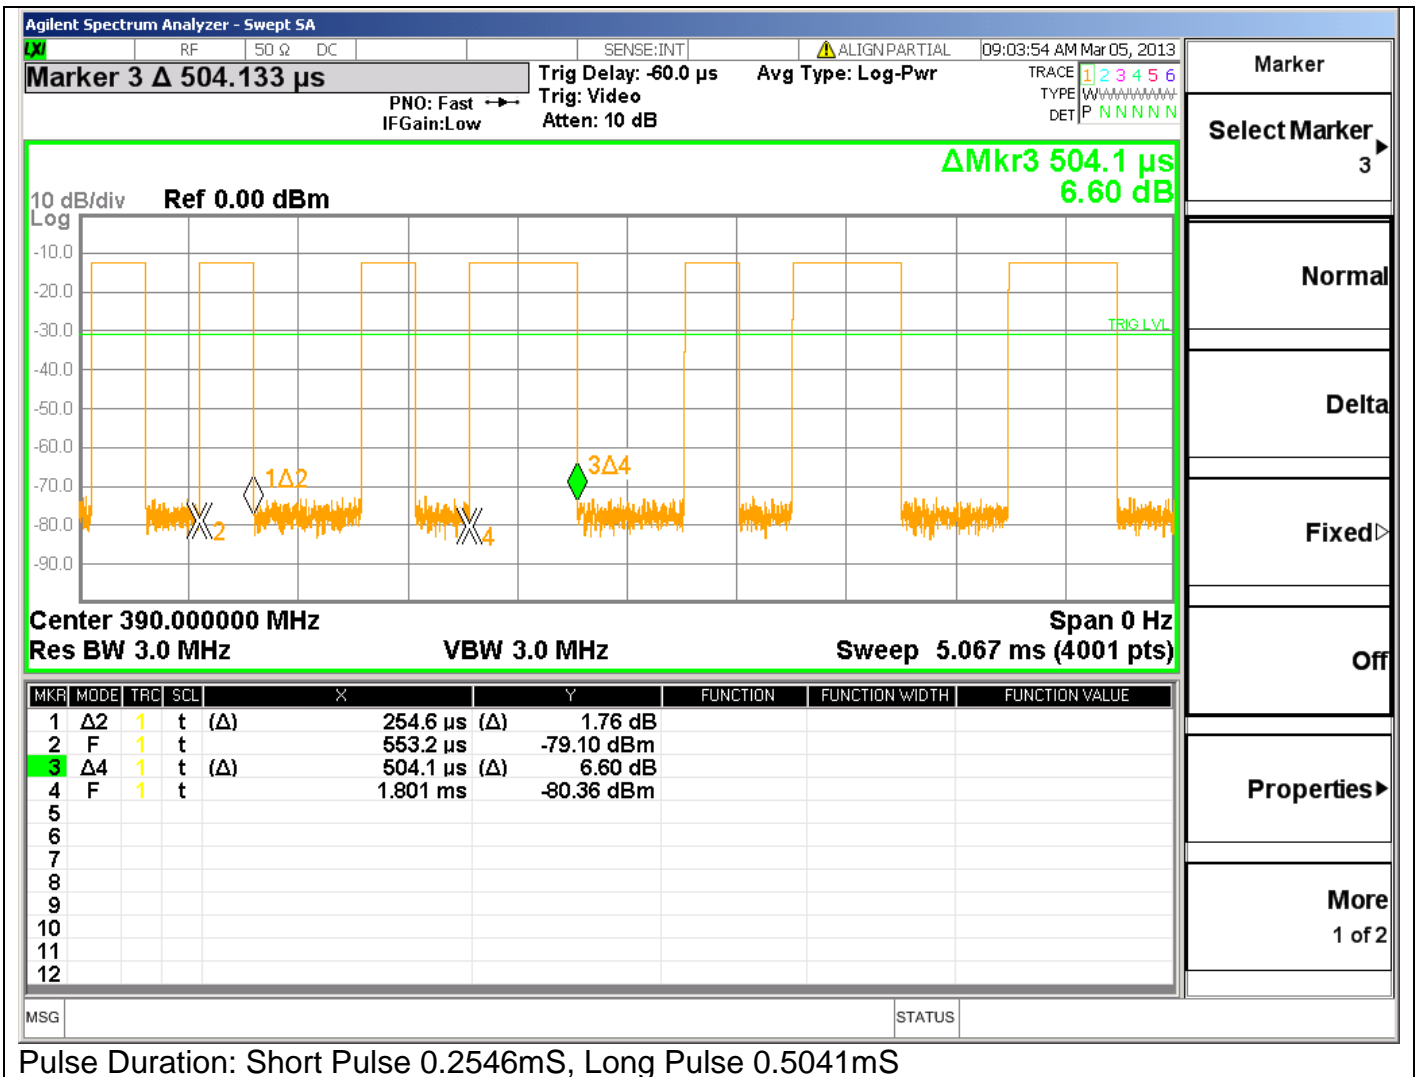 Agilent Spectrum Analyzer - Swept SA
LXI RF 50 Ω DC SENSE:INT ALIGN PARTIAL 09:03:54 AM Mar 05, 2013
Marker 3 Δ 504.133 µs
PNO: Fast
IFGain:Low
Trig Delay: -60.0 µs
Trig: Video
Atten: 10 dB
Avg Type: Log-Pwr
TRACE 1 2 3 4 5 6
TYPE WWWWWW
DET P N N N N N
ΔMkr3 504.1 µs
6.60 dB
10 dB/div Ref 0.00 dBm
Log
-10.0
-20.0
-30.0
-40.0
-50.0
-60.0
-70.0
-80.0
-90.0
TRIG LVL
1Δ2
3Δ4
2
4
Center 390.000000 MHz Span 0 Hz
Res BW 3.0 MHz VBW 3.0 MHz Sweep 5.067 ms (4001 pts)
MKR MODE TRC SCL X Y FUNCTION FUNCTION WIDTH FUNCTION VALUE
1 Δ2 1 t (Δ) 254.6 µs (Δ) 1.76 dB
2 F 1 t 553.2 µs -79.10 dBm
3 Δ4 1 t (Δ) 504.1 µs (Δ) 6.60 dB
4 F 1 t 1.801 ms -80.36 dBm
5
6
7
8
9
10
11
12
MSG STATUS
Marker
Select Marker
3
Normal
Delta
Fixed
Off
Properties
More
1 of 2
Pulse Duration: Short Pulse 0.2546mS, Long Pulse 0.5041mS